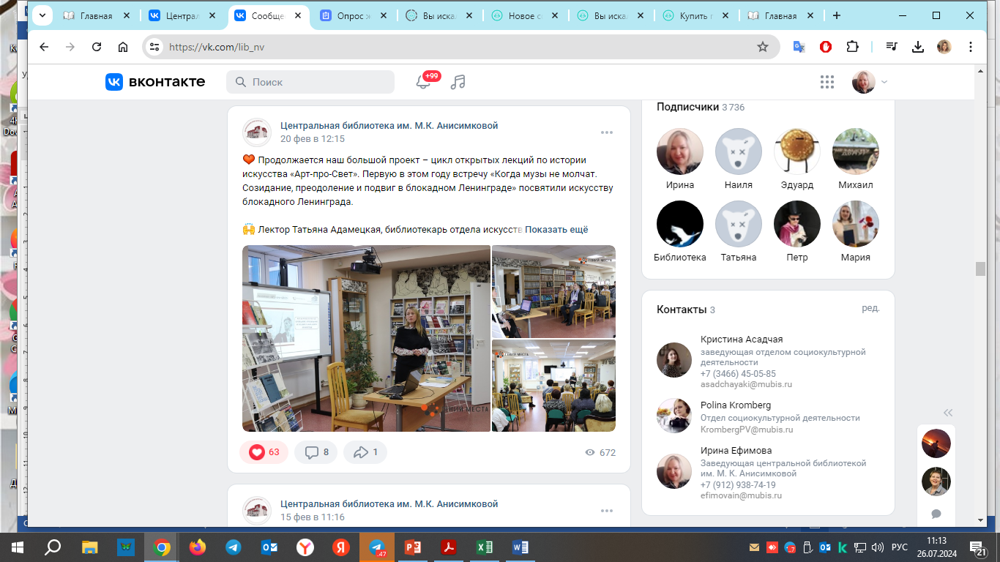 Главная
Централ
Сообще
Опрос ж
Вы иска
Новое с
Вы иска
Купить г
Главная
https://vk.com/lib_nv
вконтакте
Поиск
+99
Центральная библиотека им. М.К. Анисимковой
20 фев в 12:15
Продолжается наш большой проект – цикл открытых лекций по истории
искусства «Арт-про-Свет». Первую в этом году встречу «Когда музы не молчат.
Созидание, преодоление и подвиг в блокадном Ленинграде» посвятили искусству
блокадного Ленинграда.
Лектор Татьяна Адамецкая, библиотекарь отдела искусств Показать ещё
ГЕНИЙ МЕСТА
ГЕНИЙ МЕСТА
ГЕНИЙ МЕСТА
63
8
1
672
Центральная библиотека им. М.К. Анисимковой
15 фев в 11:16
Подписчики 3 736
Ирина
Наиля
Эдуард
Михаил
Библиотека
Татьяна
Петр
Мария
Контакты 3
ред.
Кристина Асадчая
заведующая отделом социокультурной
деятельности
+7 (3466) 45-05-85
asadchayaki@mubis.ru
Polina Kromberg
Отдел социокультурной деятельности
KrombergPV@mubis.ru
Ирина Ефимова
Заведующая центральной библиотекой
им. М. К. Анисимковой
+7 (912) 938-74-19
efimovain@mubis.ru
47
РУС
11:13
26.07.2024
21